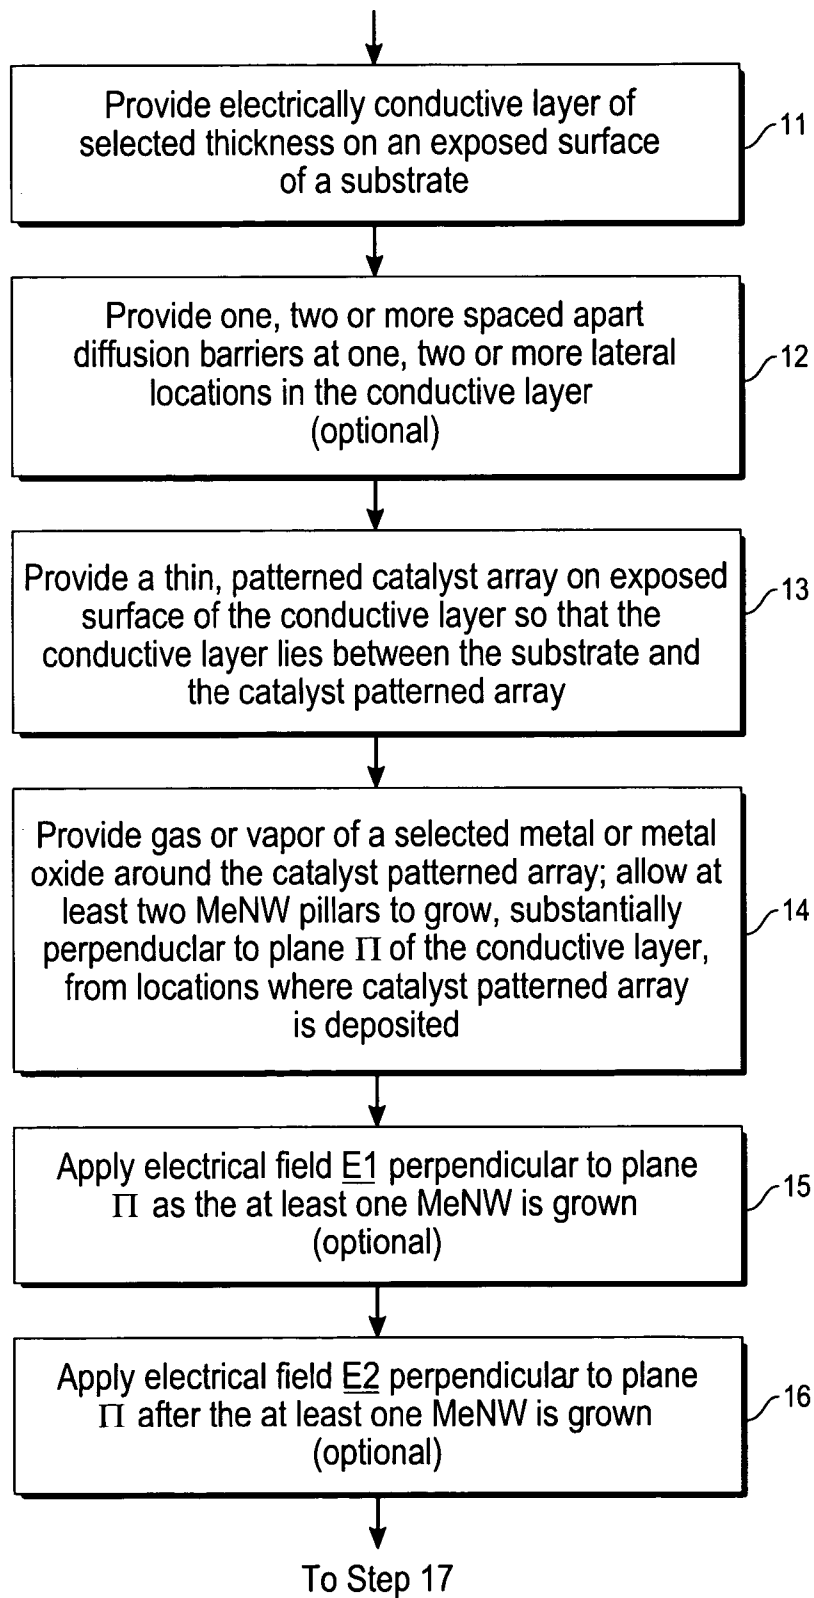 Provide electrically conductive layer of
selected thickness on an exposed surface
of a substrate
11
Provide one, two or more spaced apart
diffusion barriers at one, two or more lateral
locations in the conductive layer
(optional)
12
Provide a thin, patterned catalyst array on exposed
surface of the conductive layer so that the
conductive layer lies between the substrate and
the catalyst patterned array
13
Provide gas or vapor of a selected metal or metal
oxide around the catalyst patterned array; allow at
least two MeNW pillars to grow, substantially
perpenduclar to plane Π of the conductive layer,
from locations where catalyst patterned array
is deposited
14
Apply electrical field E1 perpendicular to plane
Π as the at least one MeNW is grown
(optional)
15
Apply electrical field E2 perpendicular to plane
Π after the at least one MeNW is grown
(optional)
16
To Step 17